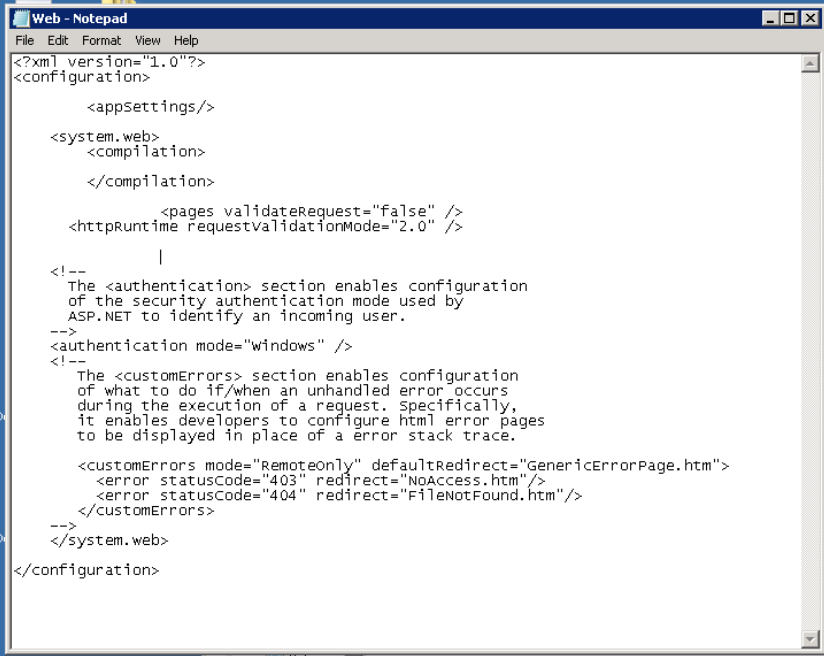 Web - Notepad
File Edit Format View Help
<?xml version="1.0"?>
<configuration>
<appSettings/>
<system.web>
<compilation>
</compilation>
<pages validateRequest="false" />
<httpRuntime requestValidationMode="2.0" />
<!--
The <authentication> section enables configuration
of the security authentication mode used by
ASP.NET to identify an incoming user.
-->
<authentication mode="Windows" />
<!--
The <customErrors> section enables configuration
of what to do if/when an unhandled error occurs
during the execution of a request. Specifically,
it enables developers to configure html error pages
to be displayed in place of a error stack trace.
<customErrors mode="RemoteOnly" defaultRedirect="GenericErrorPage.htm">
<error statusCode="403" redirect="NoAccess.htm"/>
<error statusCode="404" redirect="FileNotFound.htm"/>
</customErrors>
-->
</system.web>
</configuration>